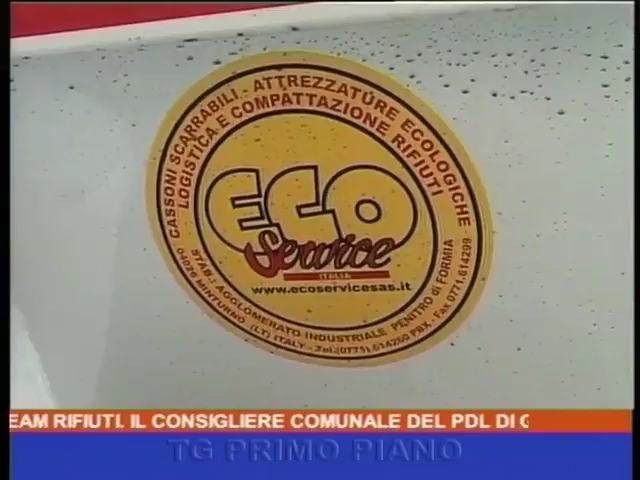 CASSONI SCARRABILI - ATTREZZATURE ECOLOGICHE
LOGISTICA E COMPATTAZIONE RIFIUTI
ECO
Service
ITALIA
www.ecoservicesas.it
STAB.: AGGLOMERATO INDUSTRIALE PENITRO di FORMIA
04026 MINTURNO (LT) ITALY - Tel.(0771) 614260 PBX. - Fax 0771.614299
EAM RIFIUTI. IL CONSIGLIERE COMUNALE DEL PDL DI
TG PRIMO PIANO